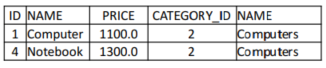 ID NAME PRICE CATEGORY_ID NAME
1 Computer 1100.0 2 Computers
4 Notebook 1300.0 2 Computers